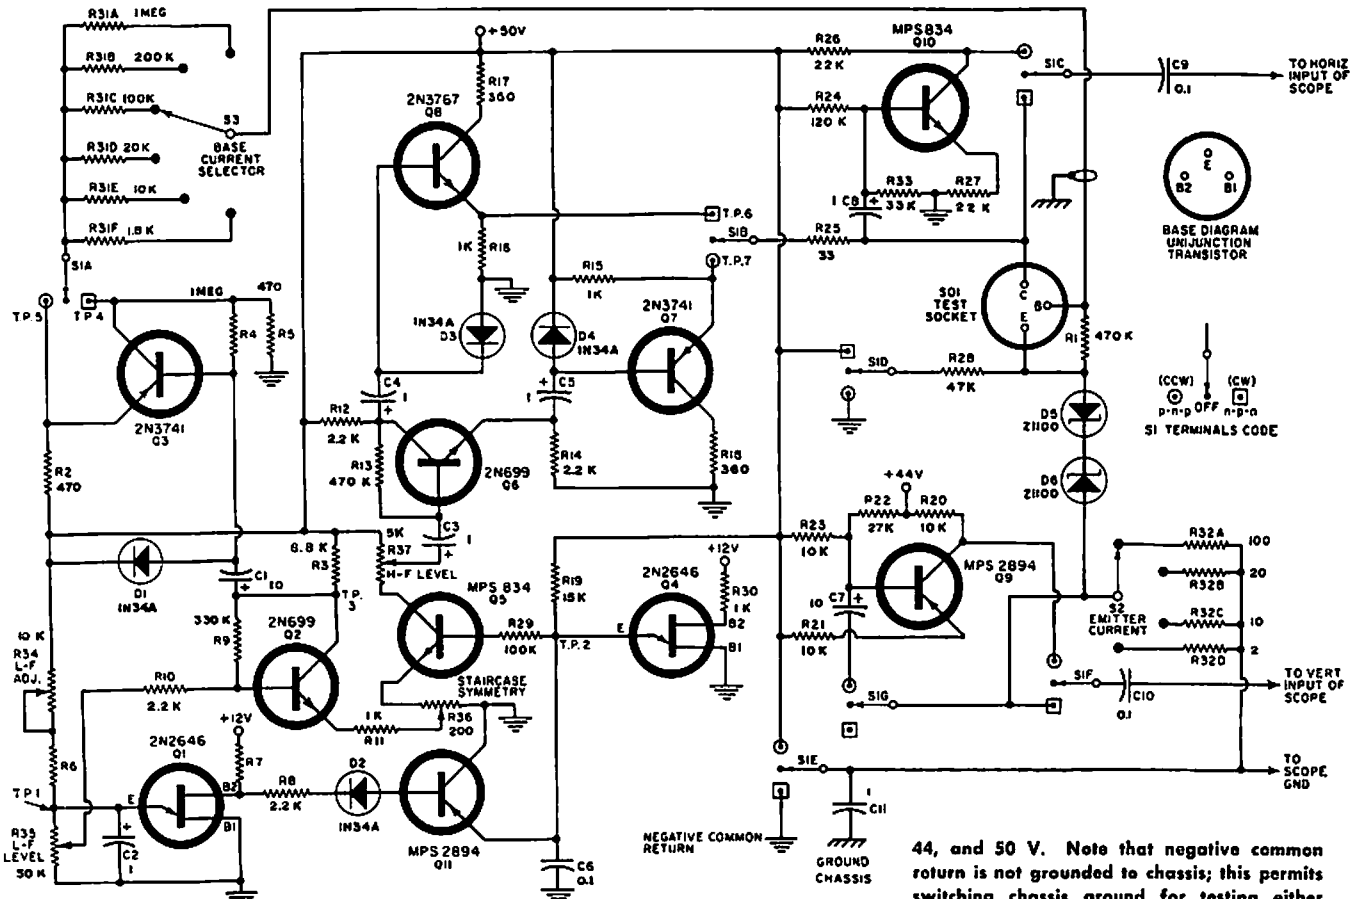 R31A 1MEG
R31B 200K
R31C 100K
R31D 20K
R31E 10K
R31F 1.8K
S3
BASE
CURRENT
SELECTOR
S1A
T.P.5
T.P.4
1MEG
470
R4
R5
2N3741
Q3
R2
470
D1
1N34A
C1
10
330K
R9
10K
R34
L-F
ADJ.
R10
2.2K
R6
T.P.1
R35
L-F
LEVEL
50K
C2
1
2N2646
Q1
E
B2
B1
+12V
R7
R8
2.2K
D2
1N34A
MPS 2894
Q11
2N699
Q2
1K
R11
6.8K
R3
T.P.
3
5K
R37
H-F LEVEL
MPS 834
Q5
STAIRCASE
SYMMETRY
R36
200
R29
100K
T.P.2
R19
15K
C6
0.1
+50V
R17
360
2N3767
Q8
1K
R16
1N34A
D3
D4
1N34A
C4
1
C5
1
R12
2.2K
R13
470K
2N699
Q6
C3
1
R14
2.2K
R15
1K
T.P.6
S1B
T.P.7
2N3741
Q7
R18
360
2N2646
Q4
E
B2
B1
+12V
R30
1K
R26
22K
R24
120K
MPS834
Q10
R33
33K
R27
22K
1 C8
R25
33
S1C
C9
0.1
TO HORIZ
INPUT OF
SCOPE
E
B2
B1
BASE DIAGRAM
UNIJUNCTION
TRANSISTOR
SO1
TEST
SOCKET
C
B
E
R1
470K
S1D
R28
47K
D5
Z1100
D6
Z1100
(CCW)
(CW)
p-n-p OFF n-p-n
S1 TERMINALS CODE
+44V
R22
27K
R20
10K
R23
10K
R21
10K
C7
10
MPS 2894
Q9
S2
EMITTER
CURRENT
R32A
100
R32B
20
R32C
10
R32D
2
S1G
S1F
C10
0.1
TO VERT
INPUT OF
SCOPE
S1E
TO
SCOPE
GND
1
C11
NEGATIVE COMMON
RETURN
GROUND
CHASSIS
44, and 50 V. Note that negative common
return is not grounded to chassis; this permits
switching chassis ground for testing either